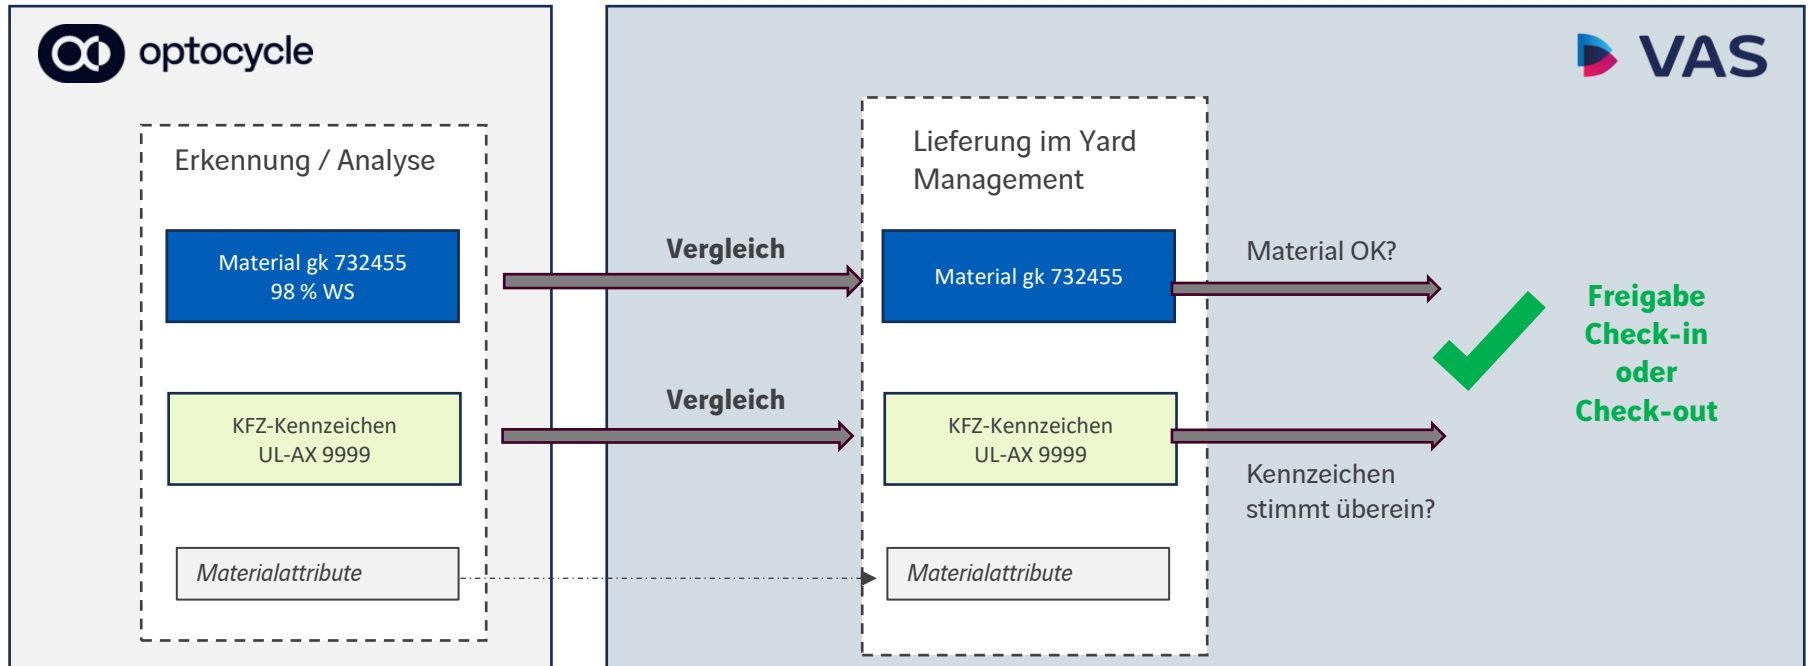 optocycle
VAS
Erkennung / Analyse
Material gk 732455
98 % WS
KFZ-Kennzeichen
UL-AX 9999
Materialattribute
Vergleich
Vergleich
Lieferung im Yard
Management
Material gk 732455
KFZ-Kennzeichen
UL-AX 9999
Materialattribute
Material OK?
Kennzeichen
stimmt überein?
Freigabe
Check-in
oder
Check-out